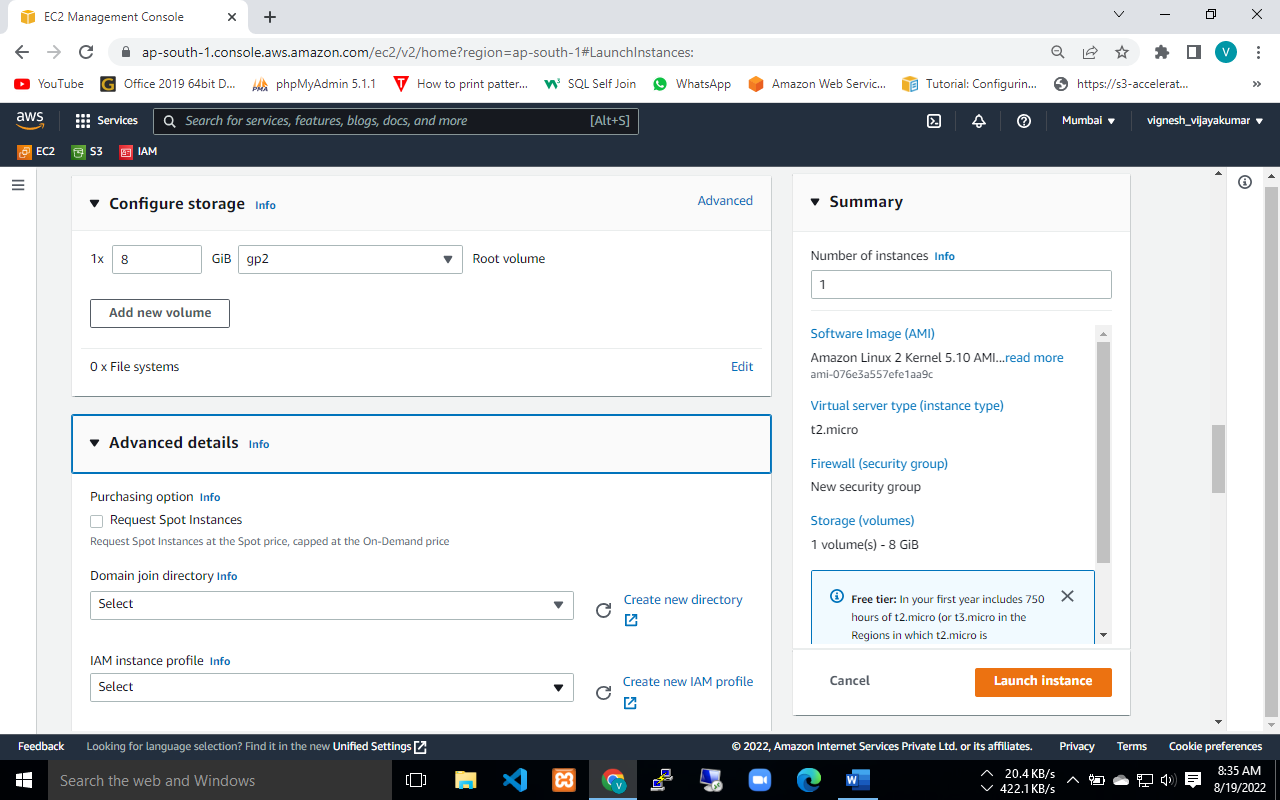 EC2 Management Console
ap-south-1.console.aws.amazon.com/ec2/v2/home?region=ap-south-1#LaunchInstances:
V
YouTube
G Office 2019 64bit D...
PMA phpMyAdmin 5.1.1
T How to print patter...
SQL Self Join
WhatsApp
Amazon Web Servic...
Tutorial: Configurin...
https://s3-accelerat...
»
aws
Services
Search for services, features, blogs, docs, and more [Alt+S]
Mumbai
vignesh_vijayakumar
EC2
S3
IAM
Configure storage Info
Advanced
1x 8 GiB gp2 Root volume
Add new volume
0 x File systems
Edit
Advanced details Info
Purchasing option Info
Request Spot Instances
Request Spot Instances at the Spot price, capped at the On-Demand price
Domain join directory Info
Select
Create new directory
IAM instance profile Info
Select
Create new IAM profile
Summary
Number of instances Info
1
Software Image (AMI)
Amazon Linux 2 Kernel 5.10 AMI...read more
ami-076e3a557efe1aa9c
Virtual server type (instance type)
t2.micro
Firewall (security group)
New security group
Storage (volumes)
1 volume(s) - 8 GiB
Free tier: In your first year includes 750
hours of t2.micro (or t3.micro in the
Regions in which t2.micro is
Cancel
Launch instance
Feedback
Looking for language selection? Find it in the new Unified Settings
© 2022, Amazon Internet Services Private Ltd. or its affiliates.
Privacy
Terms
Cookie preferences
Search the web and Windows
V
W
20.4 KB/s
422.1 KB/s
8:35 AM
8/19/2022